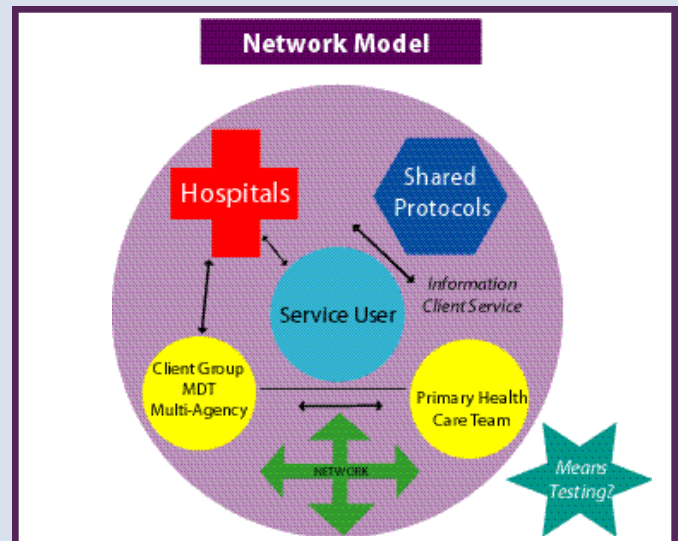 Network Model
Hospitals
Shared
Protocols
Information
Client Service
Service User
Client Group
MDT
Multi-Agency
Primary Health
Care Team
NETWORK
Means
Testing?